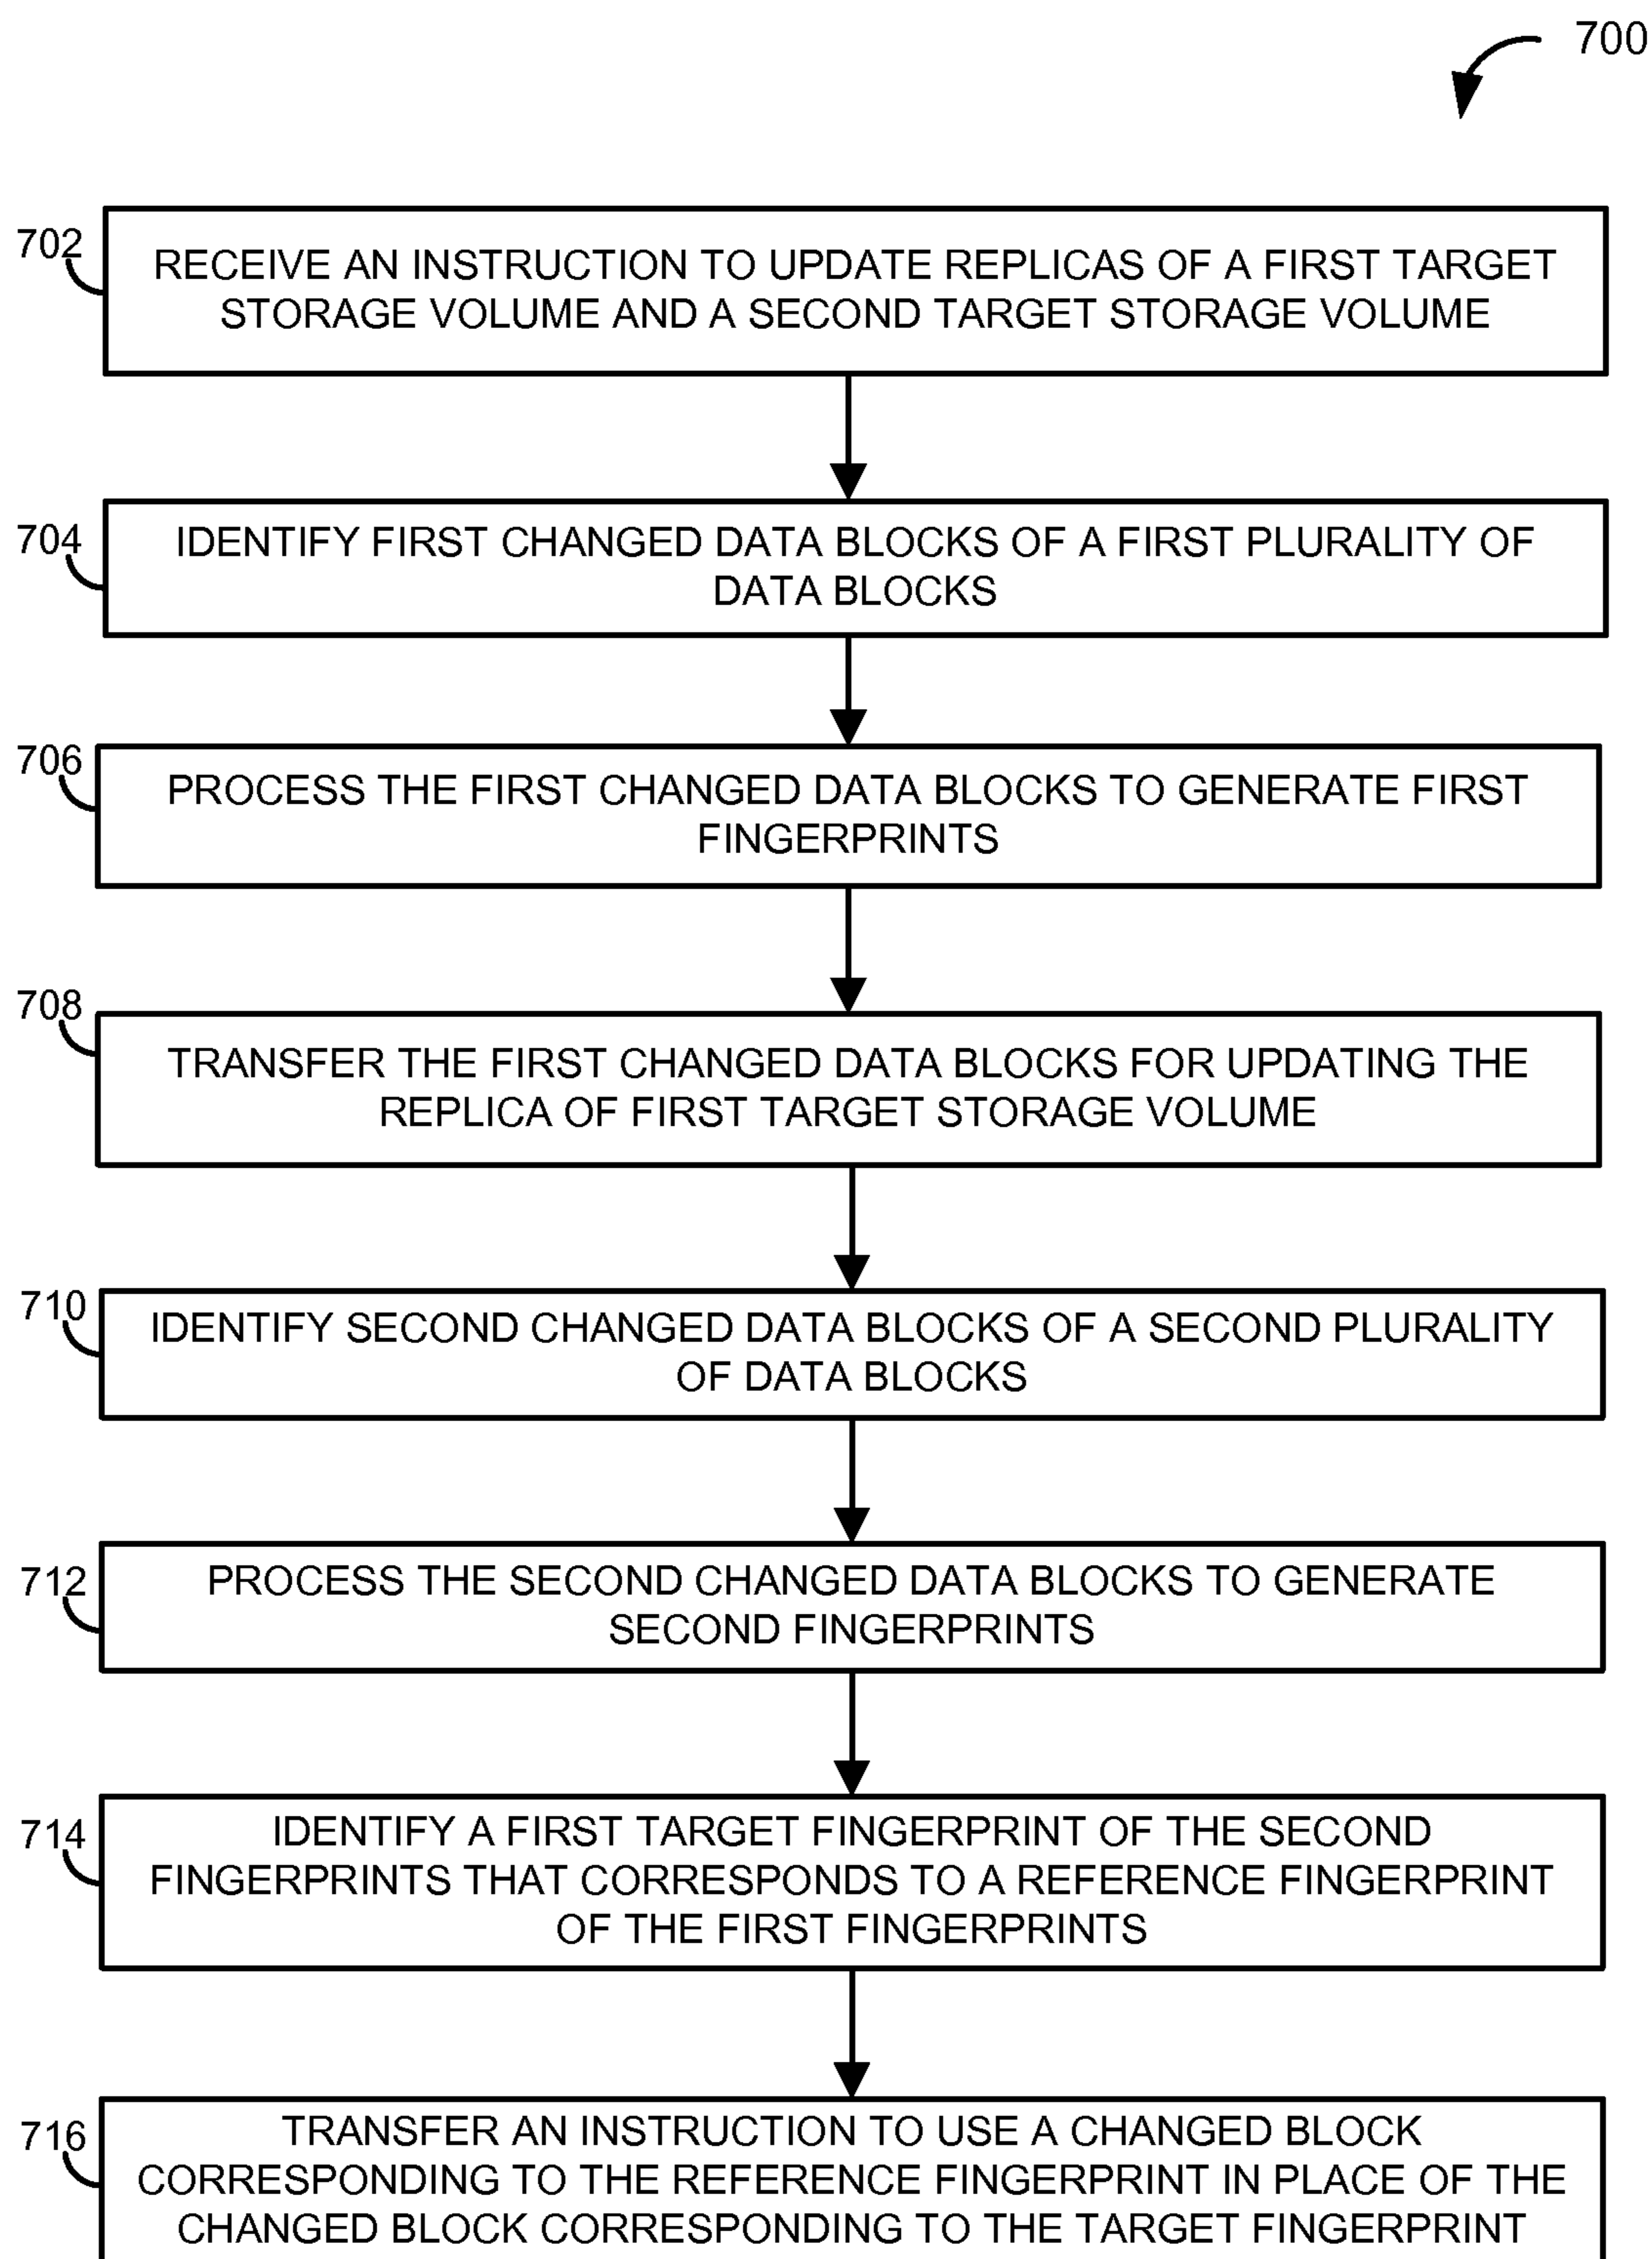 700
702
RECEIVE AN INSTRUCTION TO UPDATE REPLICAS OF A FIRST TARGET
STORAGE VOLUME AND A SECOND TARGET STORAGE VOLUME
704
IDENTIFY FIRST CHANGED DATA BLOCKS OF A FIRST PLURALITY OF
DATA BLOCKS
706
PROCESS THE FIRST CHANGED DATA BLOCKS TO GENERATE FIRST
FINGERPRINTS
708
TRANSFER THE FIRST CHANGED DATA BLOCKS FOR UPDATING THE
REPLICA OF FIRST TARGET STORAGE VOLUME
710
IDENTIFY SECOND CHANGED DATA BLOCKS OF A SECOND PLURALITY
OF DATA BLOCKS
712
PROCESS THE SECOND CHANGED DATA BLOCKS TO GENERATE
SECOND FINGERPRINTS
714
IDENTIFY A FIRST TARGET FINGERPRINT OF THE SECOND
FINGERPRINTS THAT CORRESPONDS TO A REFERENCE FINGERPRINT
OF THE FIRST FINGERPRINTS
716
TRANSFER AN INSTRUCTION TO USE A CHANGED BLOCK
CORRESPONDING TO THE REFERENCE FINGERPRINT IN PLACE OF THE
CHANGED BLOCK CORRESPONDING TO THE TARGET FINGERPRINT